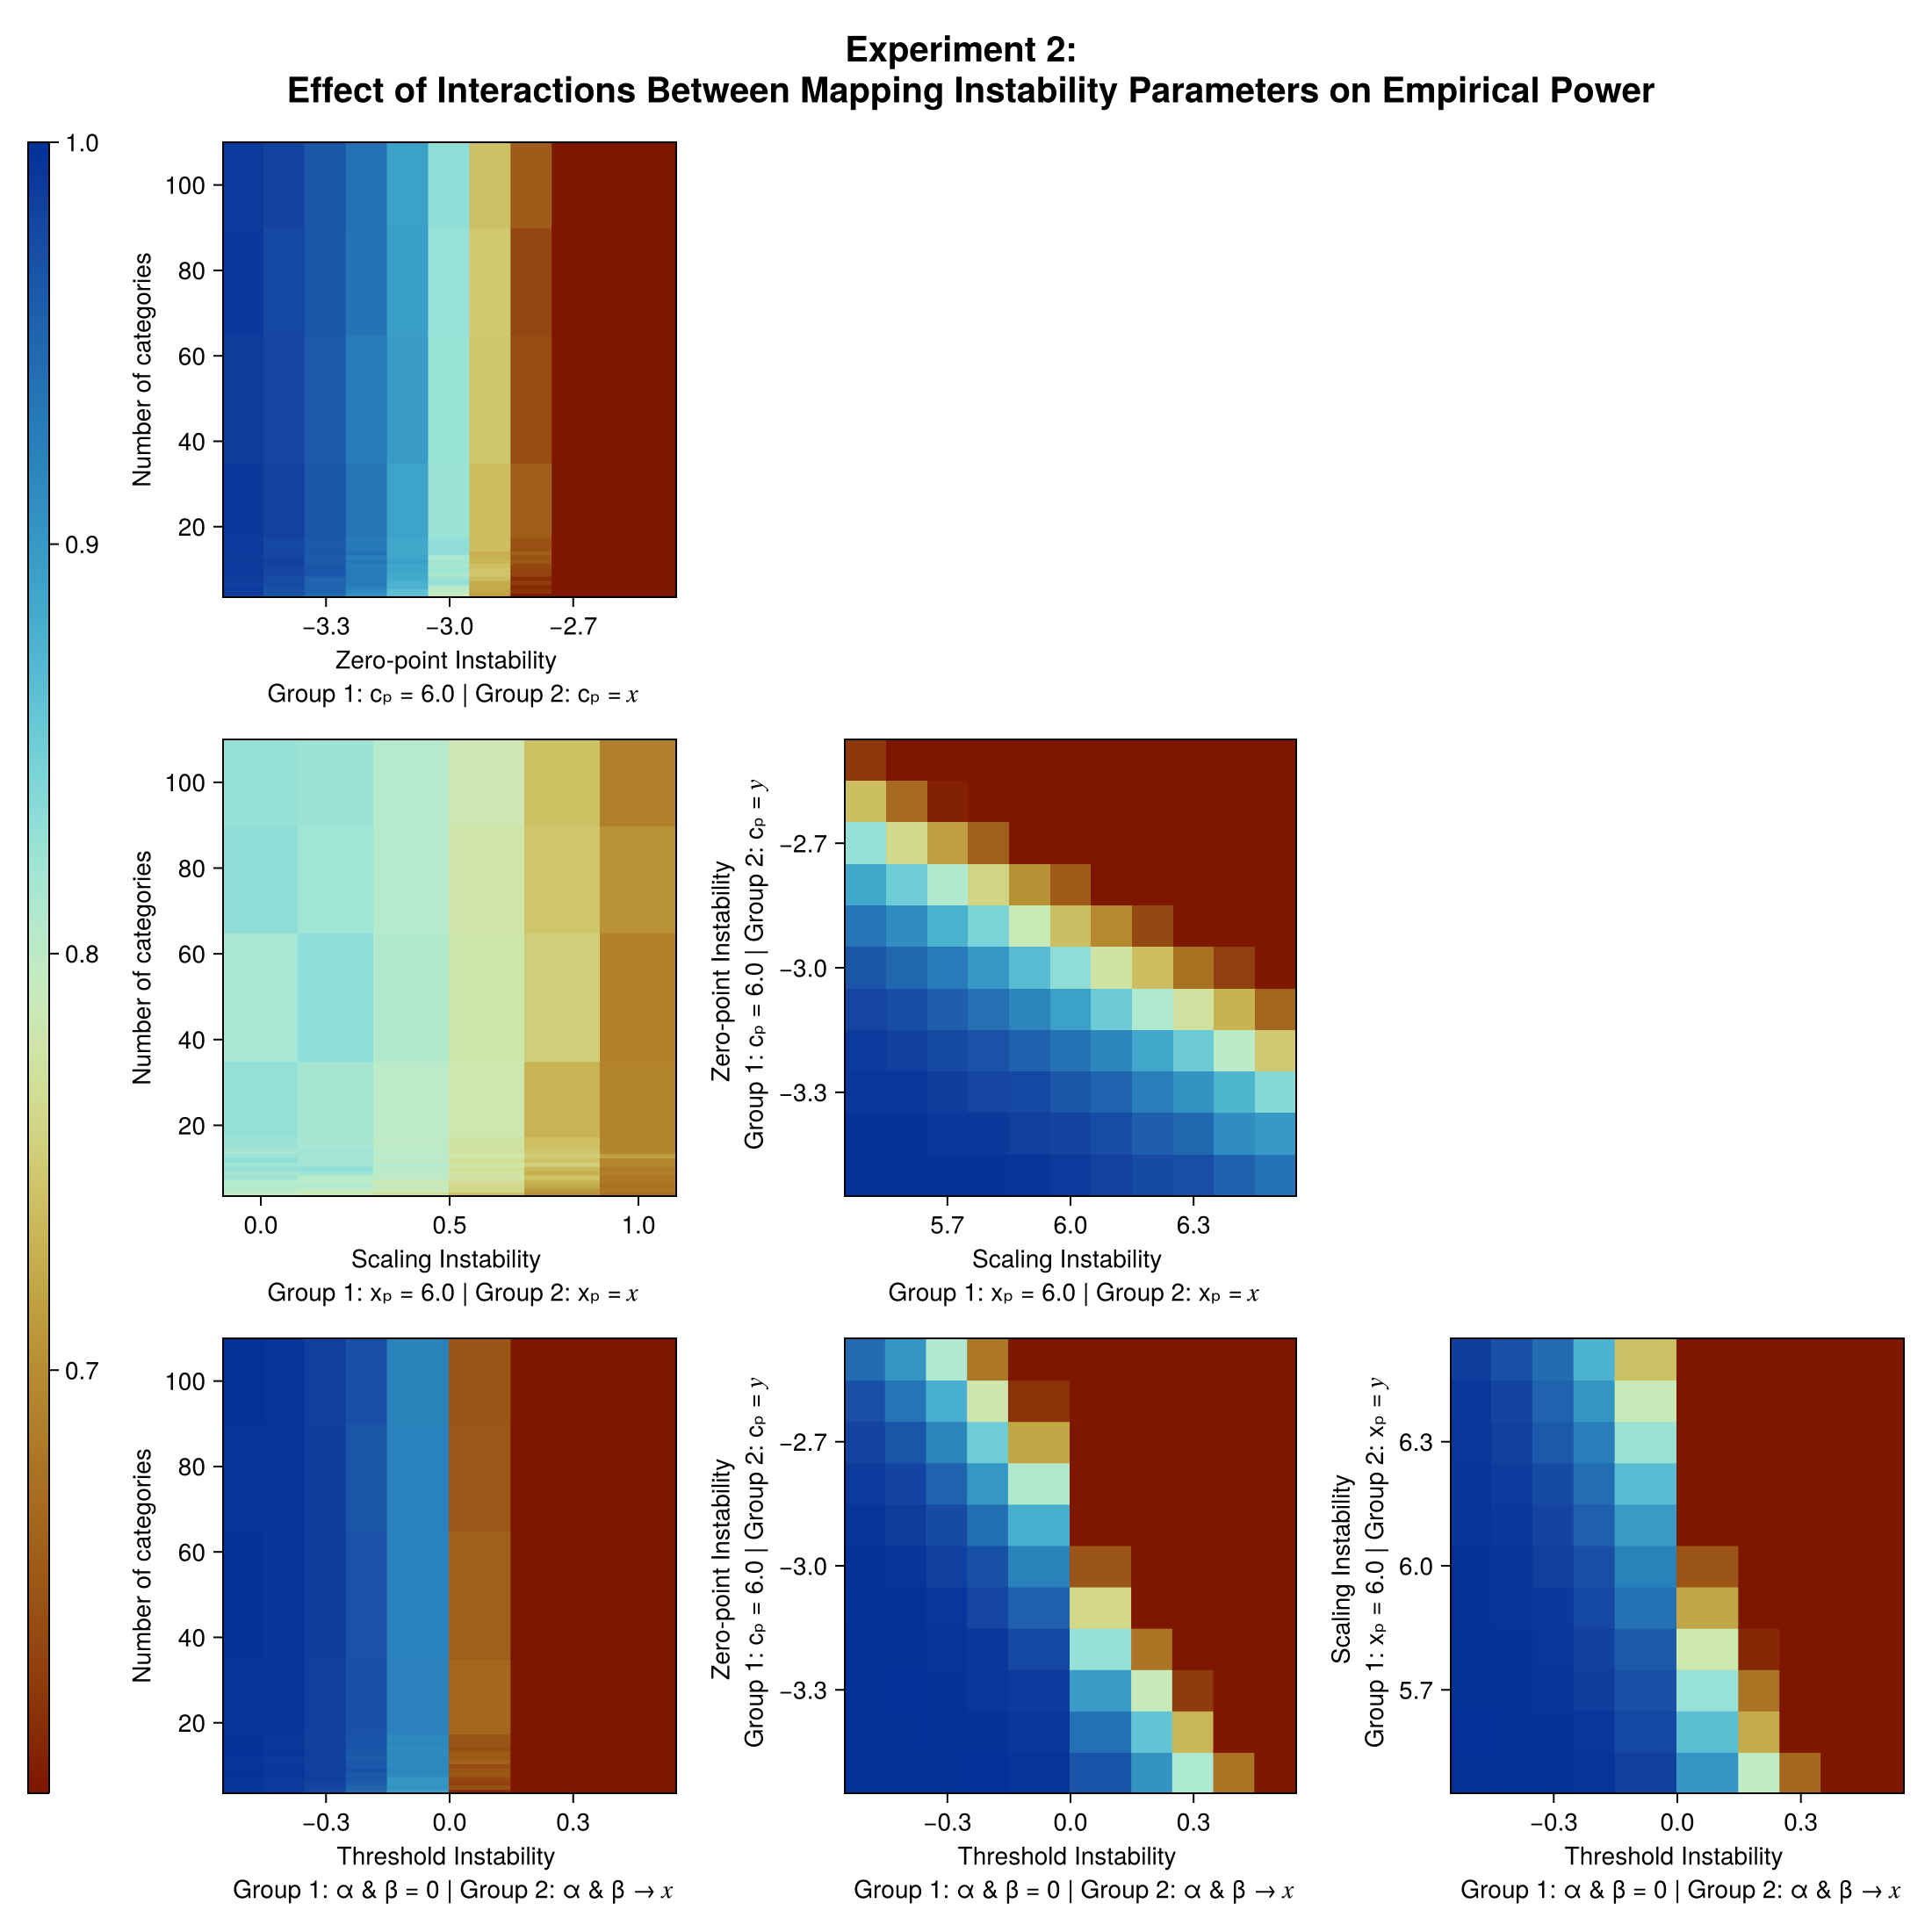 Experiment 2:
Effect of Interactions Between Mapping Instability Parameters on Empirical Power
1.0
0.9
0.8
0.7
Number of categories
100
80
60
40
20
−3.3 −3.0 −2.7
Zero-point Instability
Group 1: cₚ = 6.0 | Group 2: cₚ = 𝑥
Number of categories
100
80
60
40
20
0.0 0.5 1.0
Scaling Instability
Group 1: xₚ = 6.0 | Group 2: xₚ = 𝑥
Zero-point Instability
Group 1: cₚ = 6.0 | Group 2: cₚ = 𝑦
−2.7
−3.0
−3.3
5.7 6.0 6.3
Scaling Instability
Group 1: xₚ = 6.0 | Group 2: xₚ = 𝑥
Number of categories
100
80
60
40
20
−0.3 0.0 0.3
Threshold Instability
Group 1: α & β = 0 | Group 2: α & β → 𝑥
Zero-point Instability
Group 1: cₚ = 6.0 | Group 2: cₚ = 𝑦
−2.7
−3.0
−3.3
−0.3 0.0 0.3
Threshold Instability
Group 1: α & β = 0 | Group 2: α & β → 𝑥
Scaling Instability
Group 1: xₚ = 6.0 | Group 2: xₚ = 𝑦
6.3
6.0
5.7
−0.3 0.0 0.3
Threshold Instability
Group 1: α & β = 0 | Group 2: α & β → 𝑥